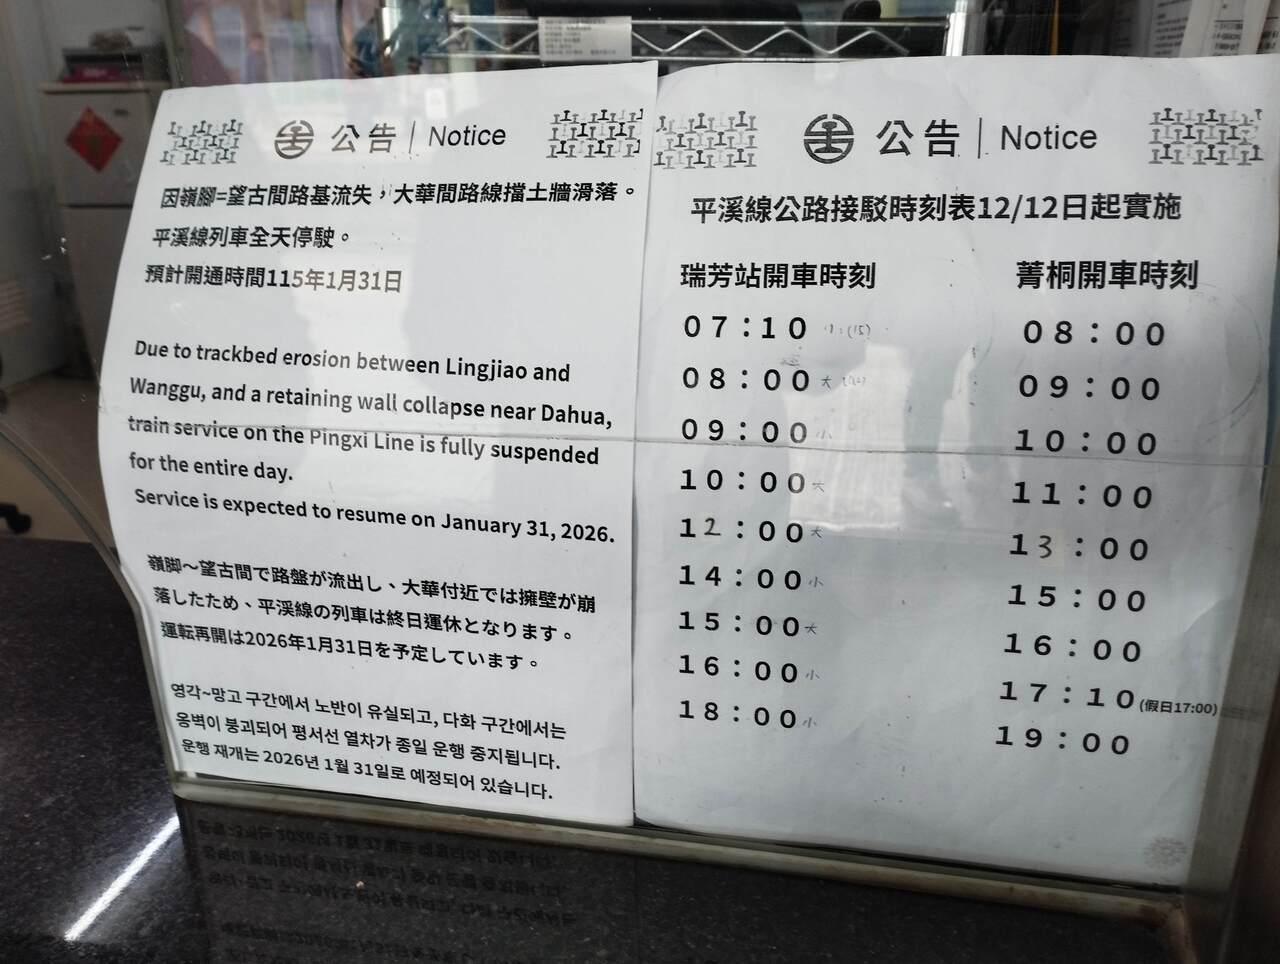 公告 | Notice
因嶺腳=望古間路基流失，大華間路線擋土牆滑落。
平溪線列車全天停駛。
預計開通時間115年1月31日
Due to trackbed erosion between Lingjiao and
Wanggu, and a retaining wall collapse near Dahua,
train service on the Pingxi Line is fully suspended
for the entire day.
Service is expected to resume on January 31, 2026.
嶺脚～望古間で路盤が流出し、大華付近では擁壁が崩
落したため、平渓線の列車は終日運休となります。
運転再開は2026年1月31日を予定しています。
영각~망고 구간에서 노반이 유실되고, 다화 구간에서는
옹벽이 붕괴되어 평서선 열차가 종일 운행 중지됩니다.
운행 재개는 2026년 1월 31일로 예정되어 있습니다.
公告 | Notice
平溪線公路接駁時刻表12/12日起實施
瑞芳站開車時刻 菁桐開車時刻
07：10 08：00
08：00 大 09：00
09：00 小 10：00
10：00 大 11：00
12：00 大 13：00
14：00 小 15：00
15：00 大 16：00
16：00 小 17：10 (假日17:00)
18：00 小 19：00